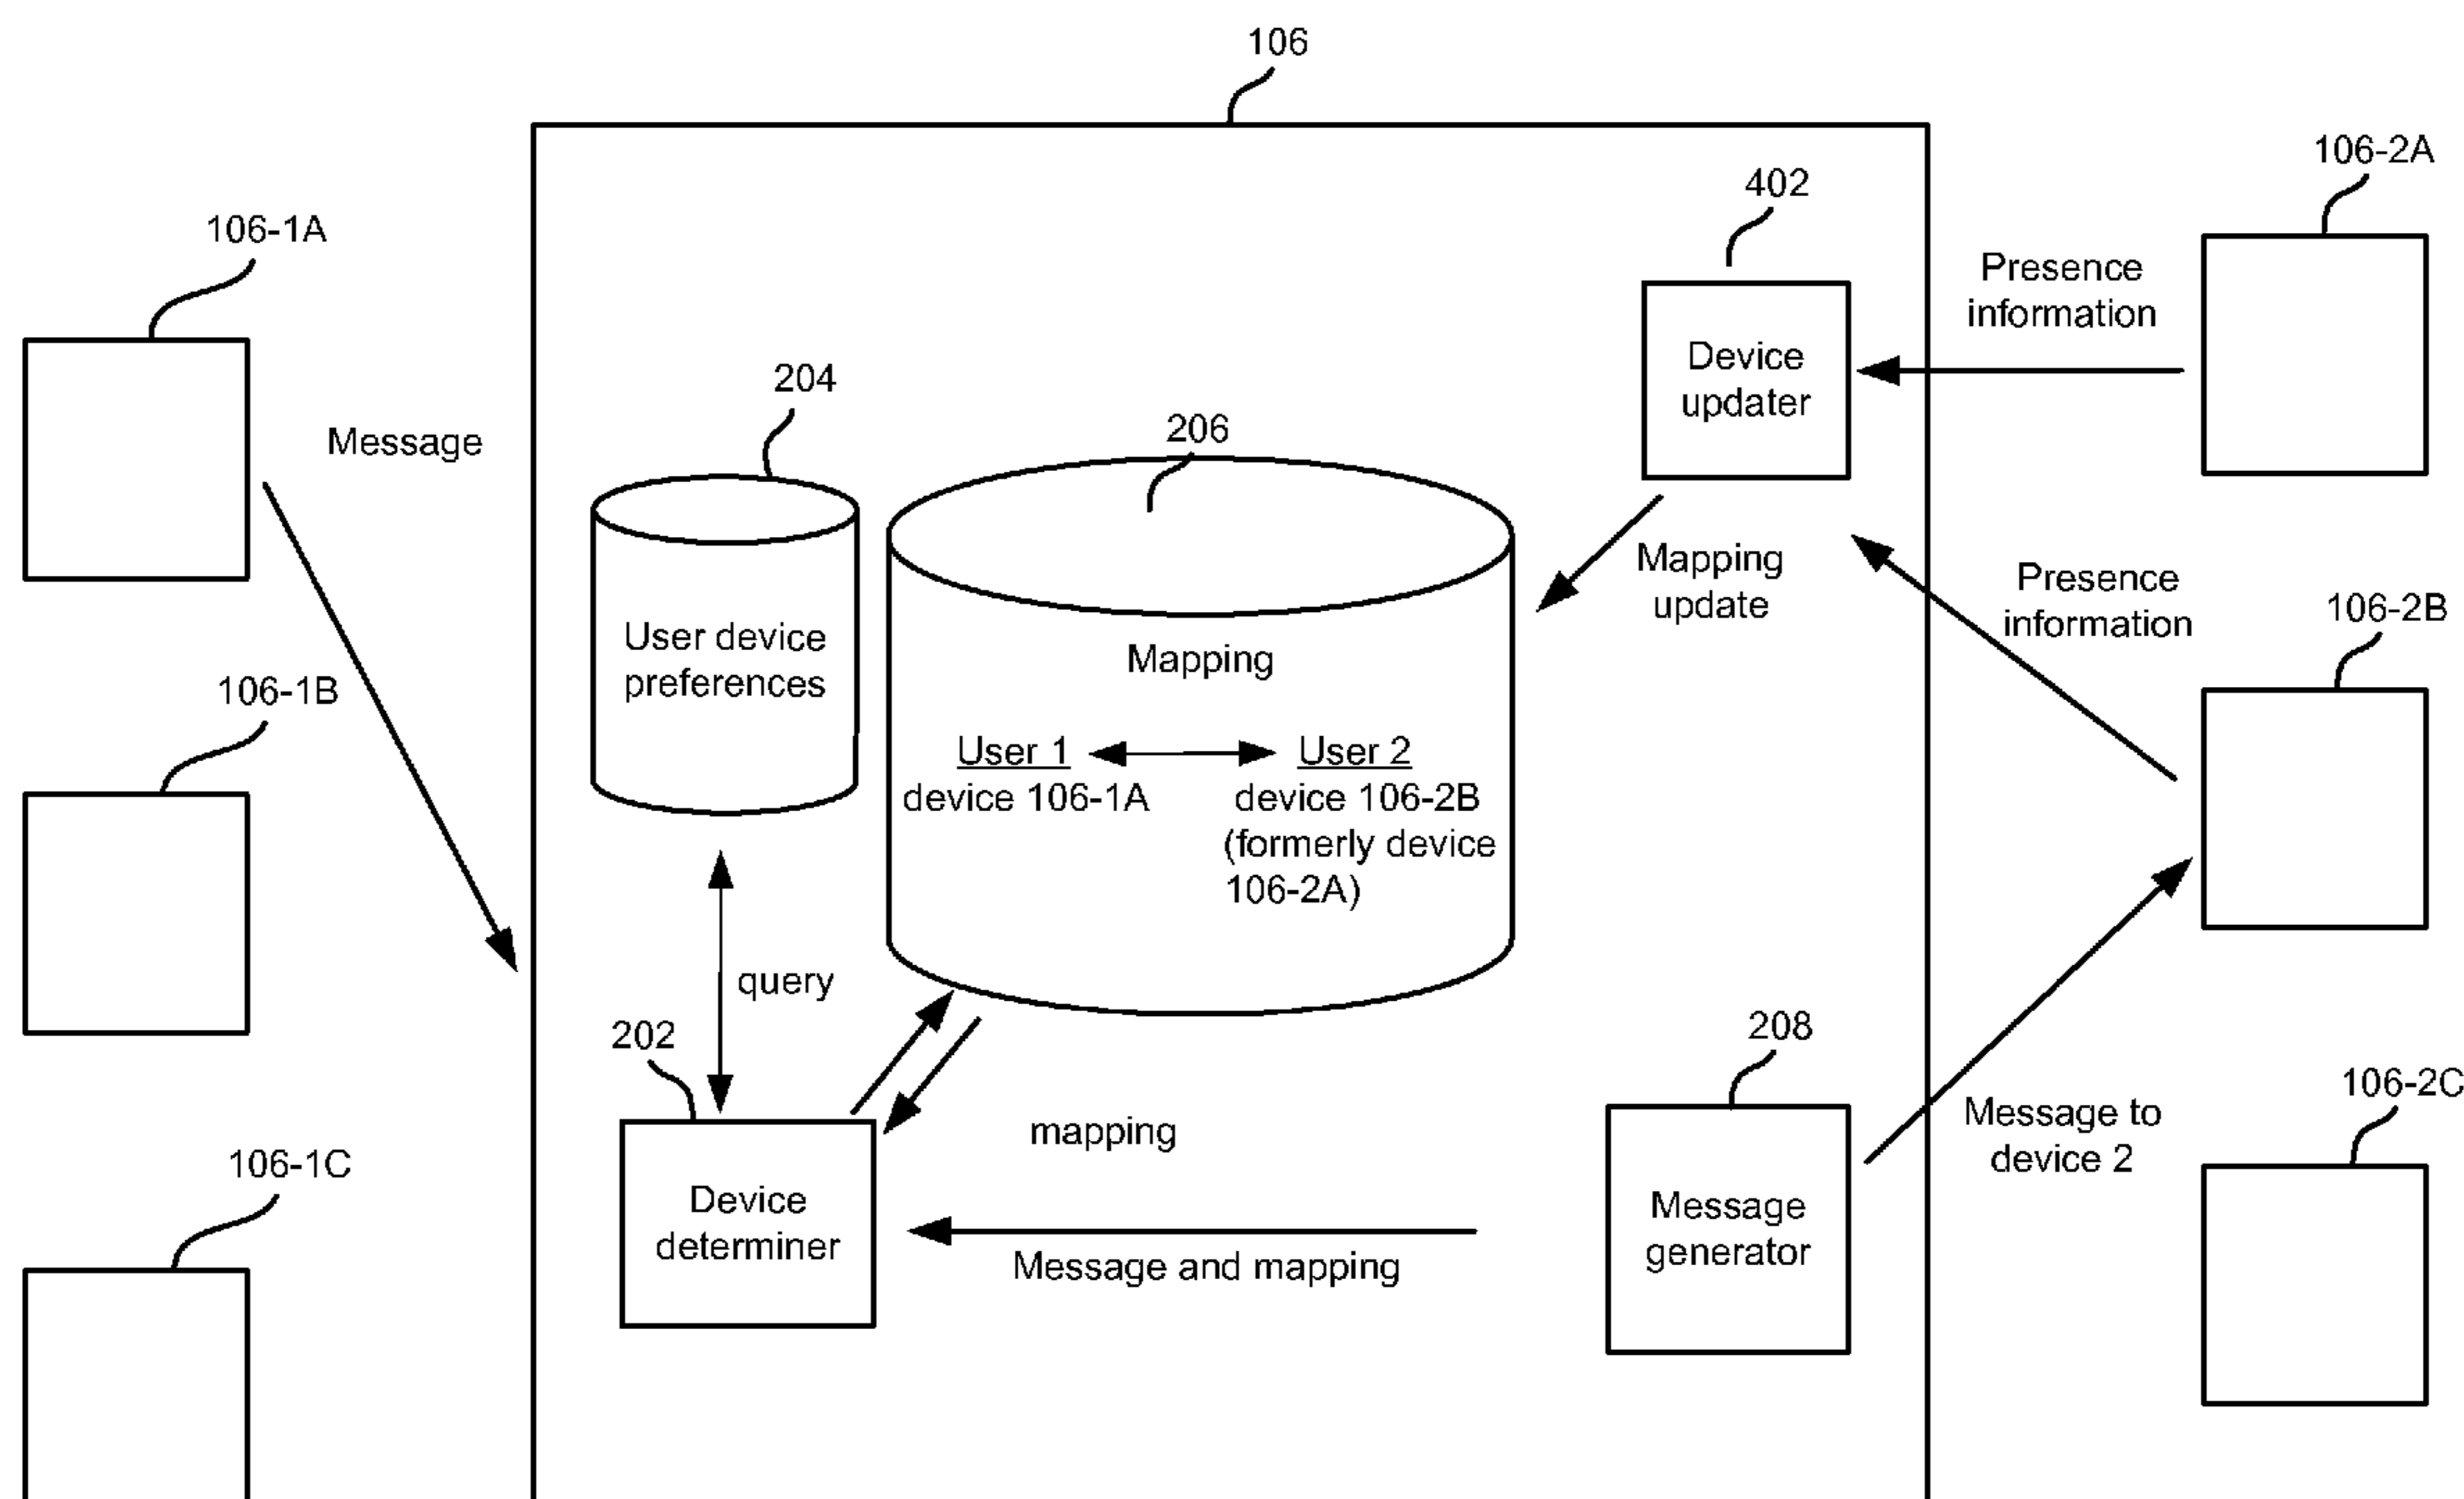 106
106-2A
402
106-1A
Presence
information
Device
updater
204
Message
206
Mapping
update
Presence
information
106-2B
User device
preferences
Mapping
106-1B
User 1
User 2
device 106-1A
device 106-2B
(formerly device
106-2A)
query
202
208
106-2C
mapping
Message to
device 2
106-1C
Device
determiner
Message
generator
Message and mapping